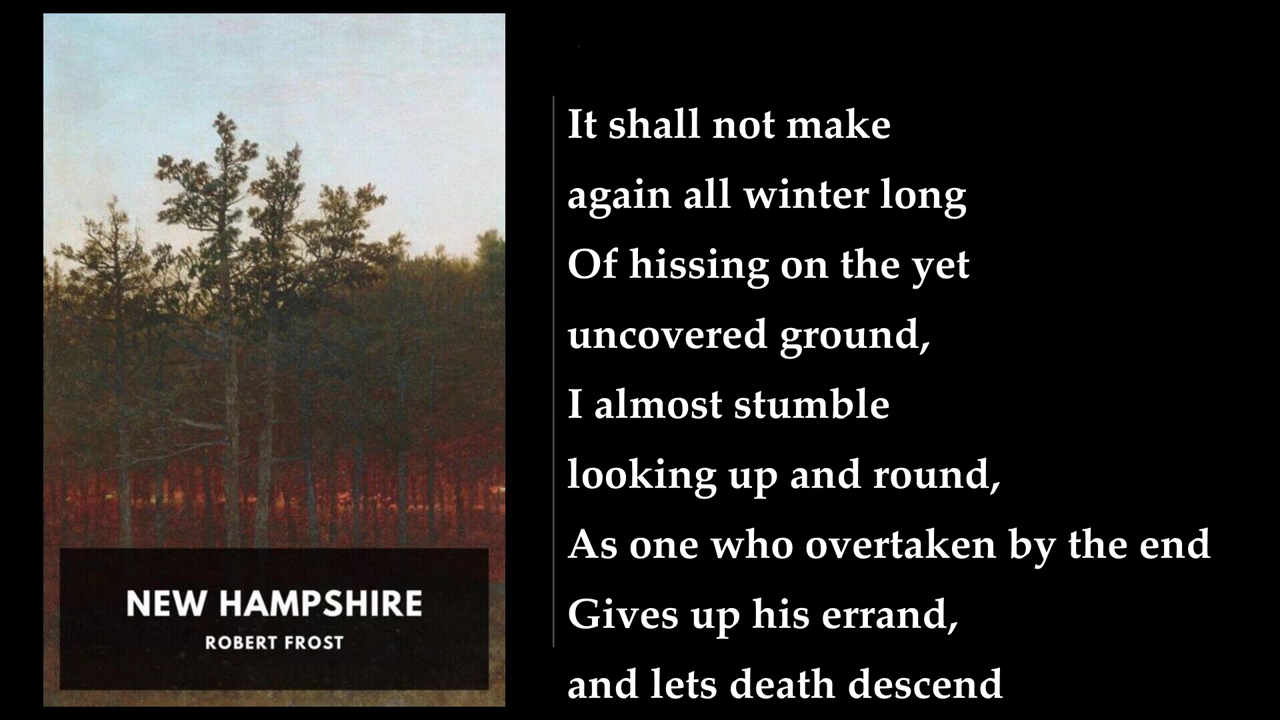 NEW HAMPSHIRE
ROBERT FROST
It shall not make
again all winter long
Of hissing on the yet
uncovered ground,
I almost stumble
looking up and round,
As one who overtaken by the end
Gives up his errand,
and lets death descend